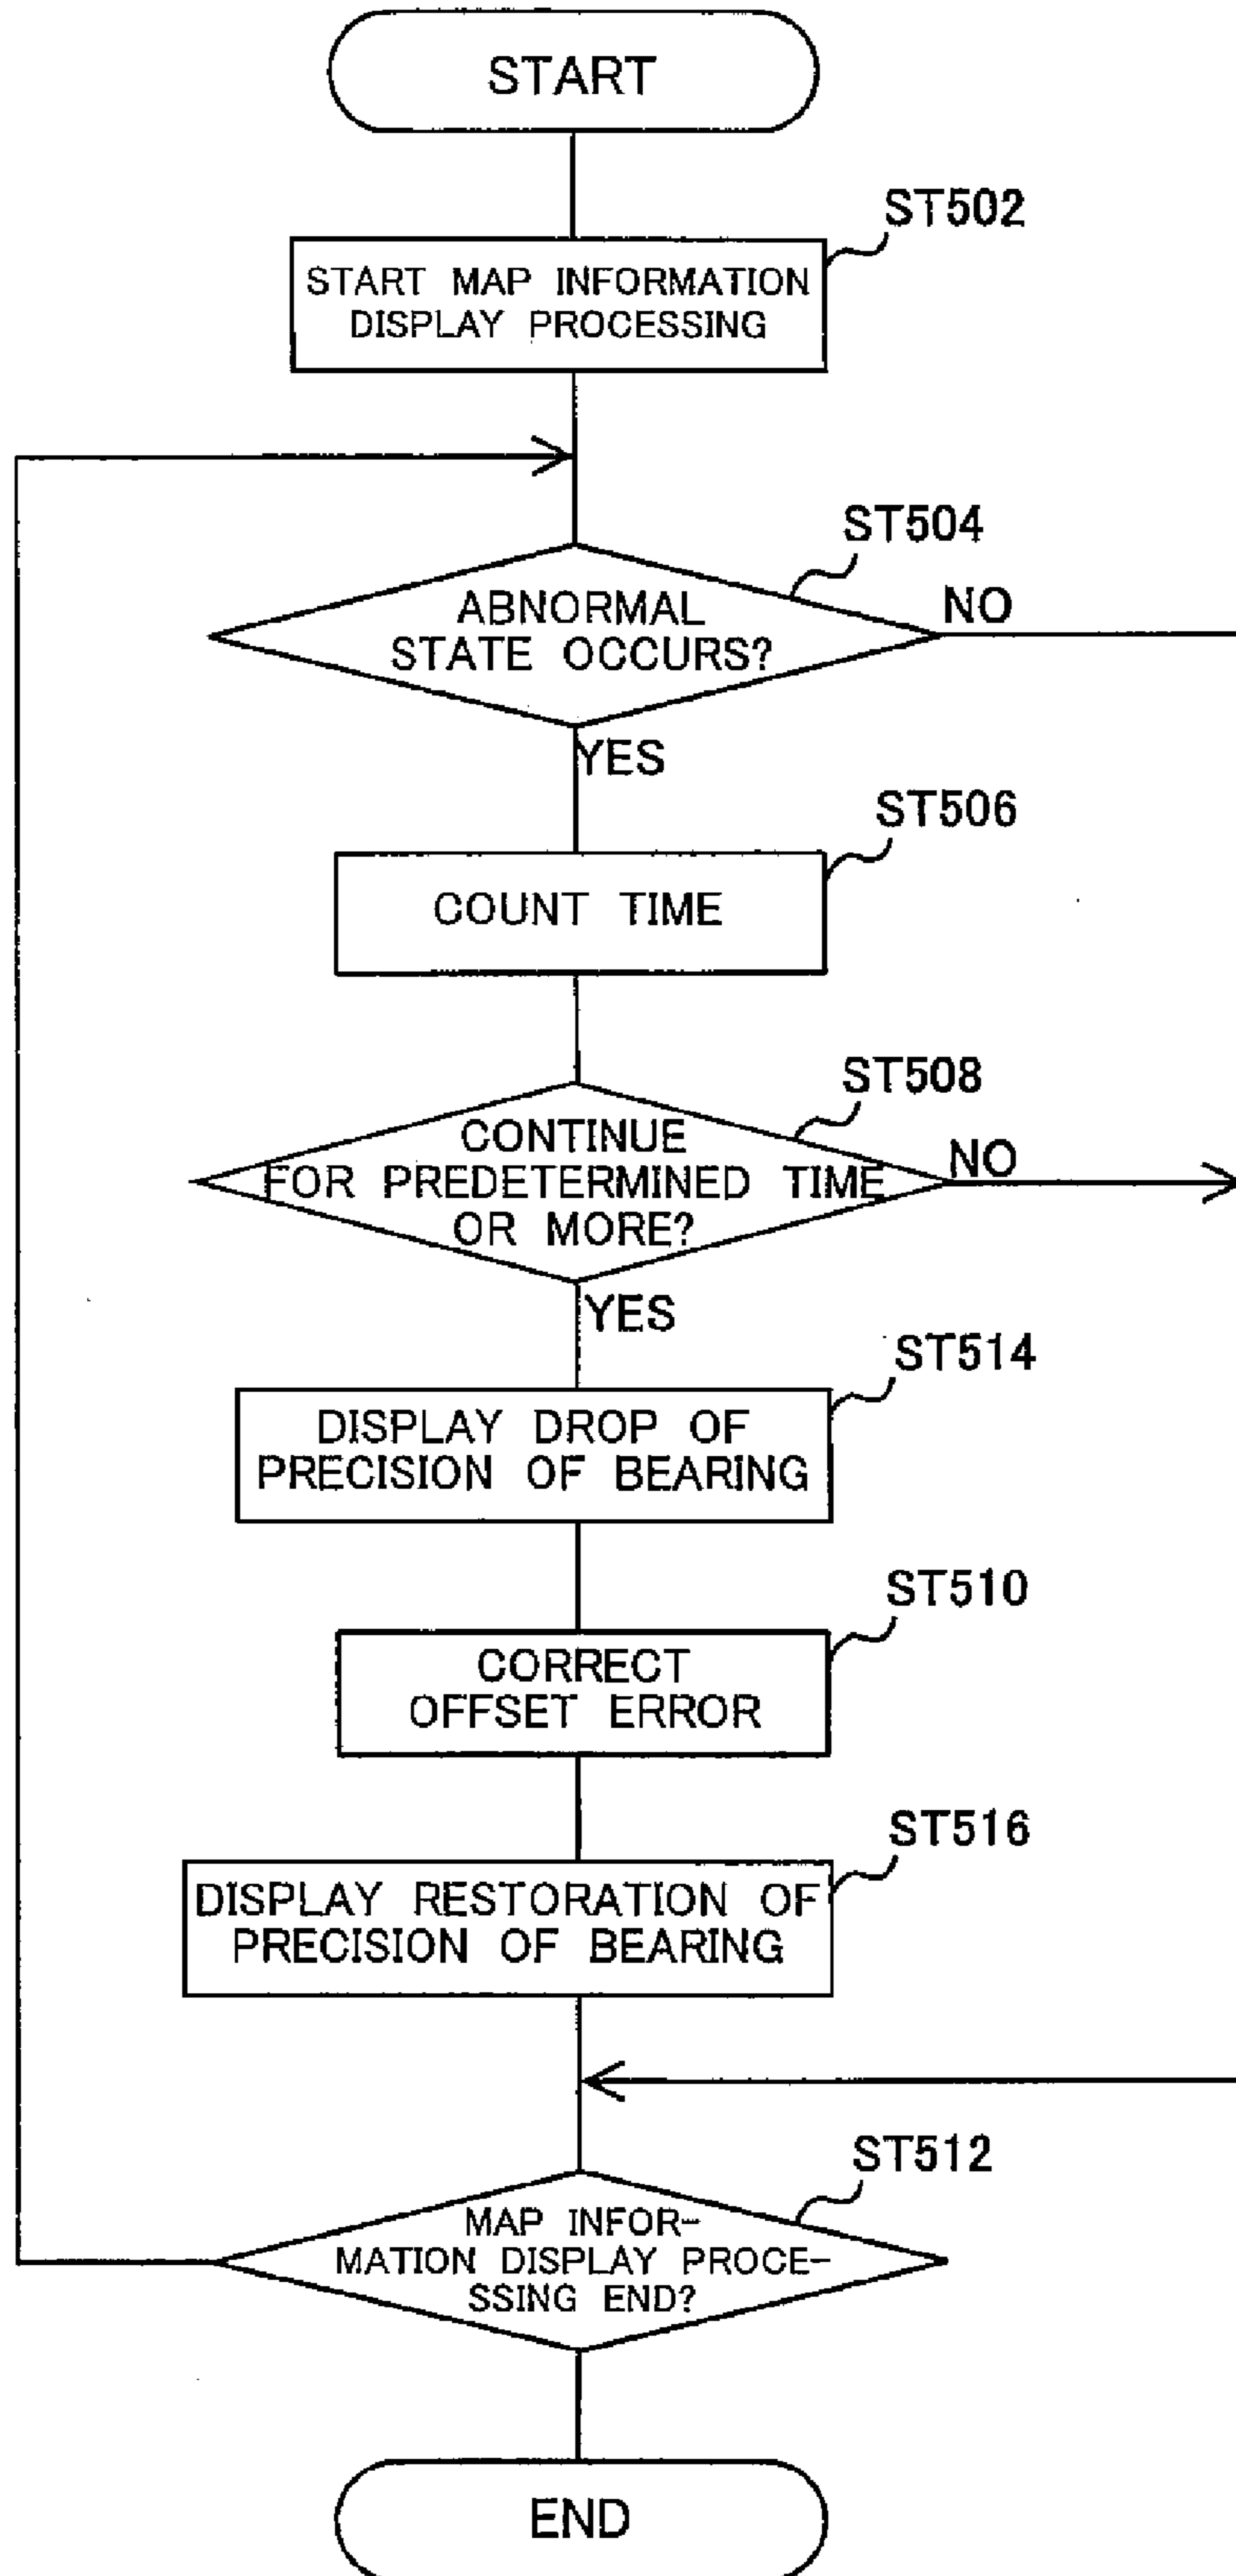 START
ST502
START MAP INFORMATION
DISPLAY PROCESSING
ST504
ABNORMAL
STATE OCCURS?
NO
YES
ST506
COUNT TIME
ST508
CONTINUE
FOR PREDETERMINED TIME
OR MORE?
NO
YES
ST514
DISPLAY DROP OF
PRECISION OF BEARING
ST510
CORRECT
OFFSET ERROR
ST516
DISPLAY RESTORATION OF
PRECISION OF BEARING
ST512
MAP INFOR-
MATION DISPLAY PROCE-
SSING END?
END